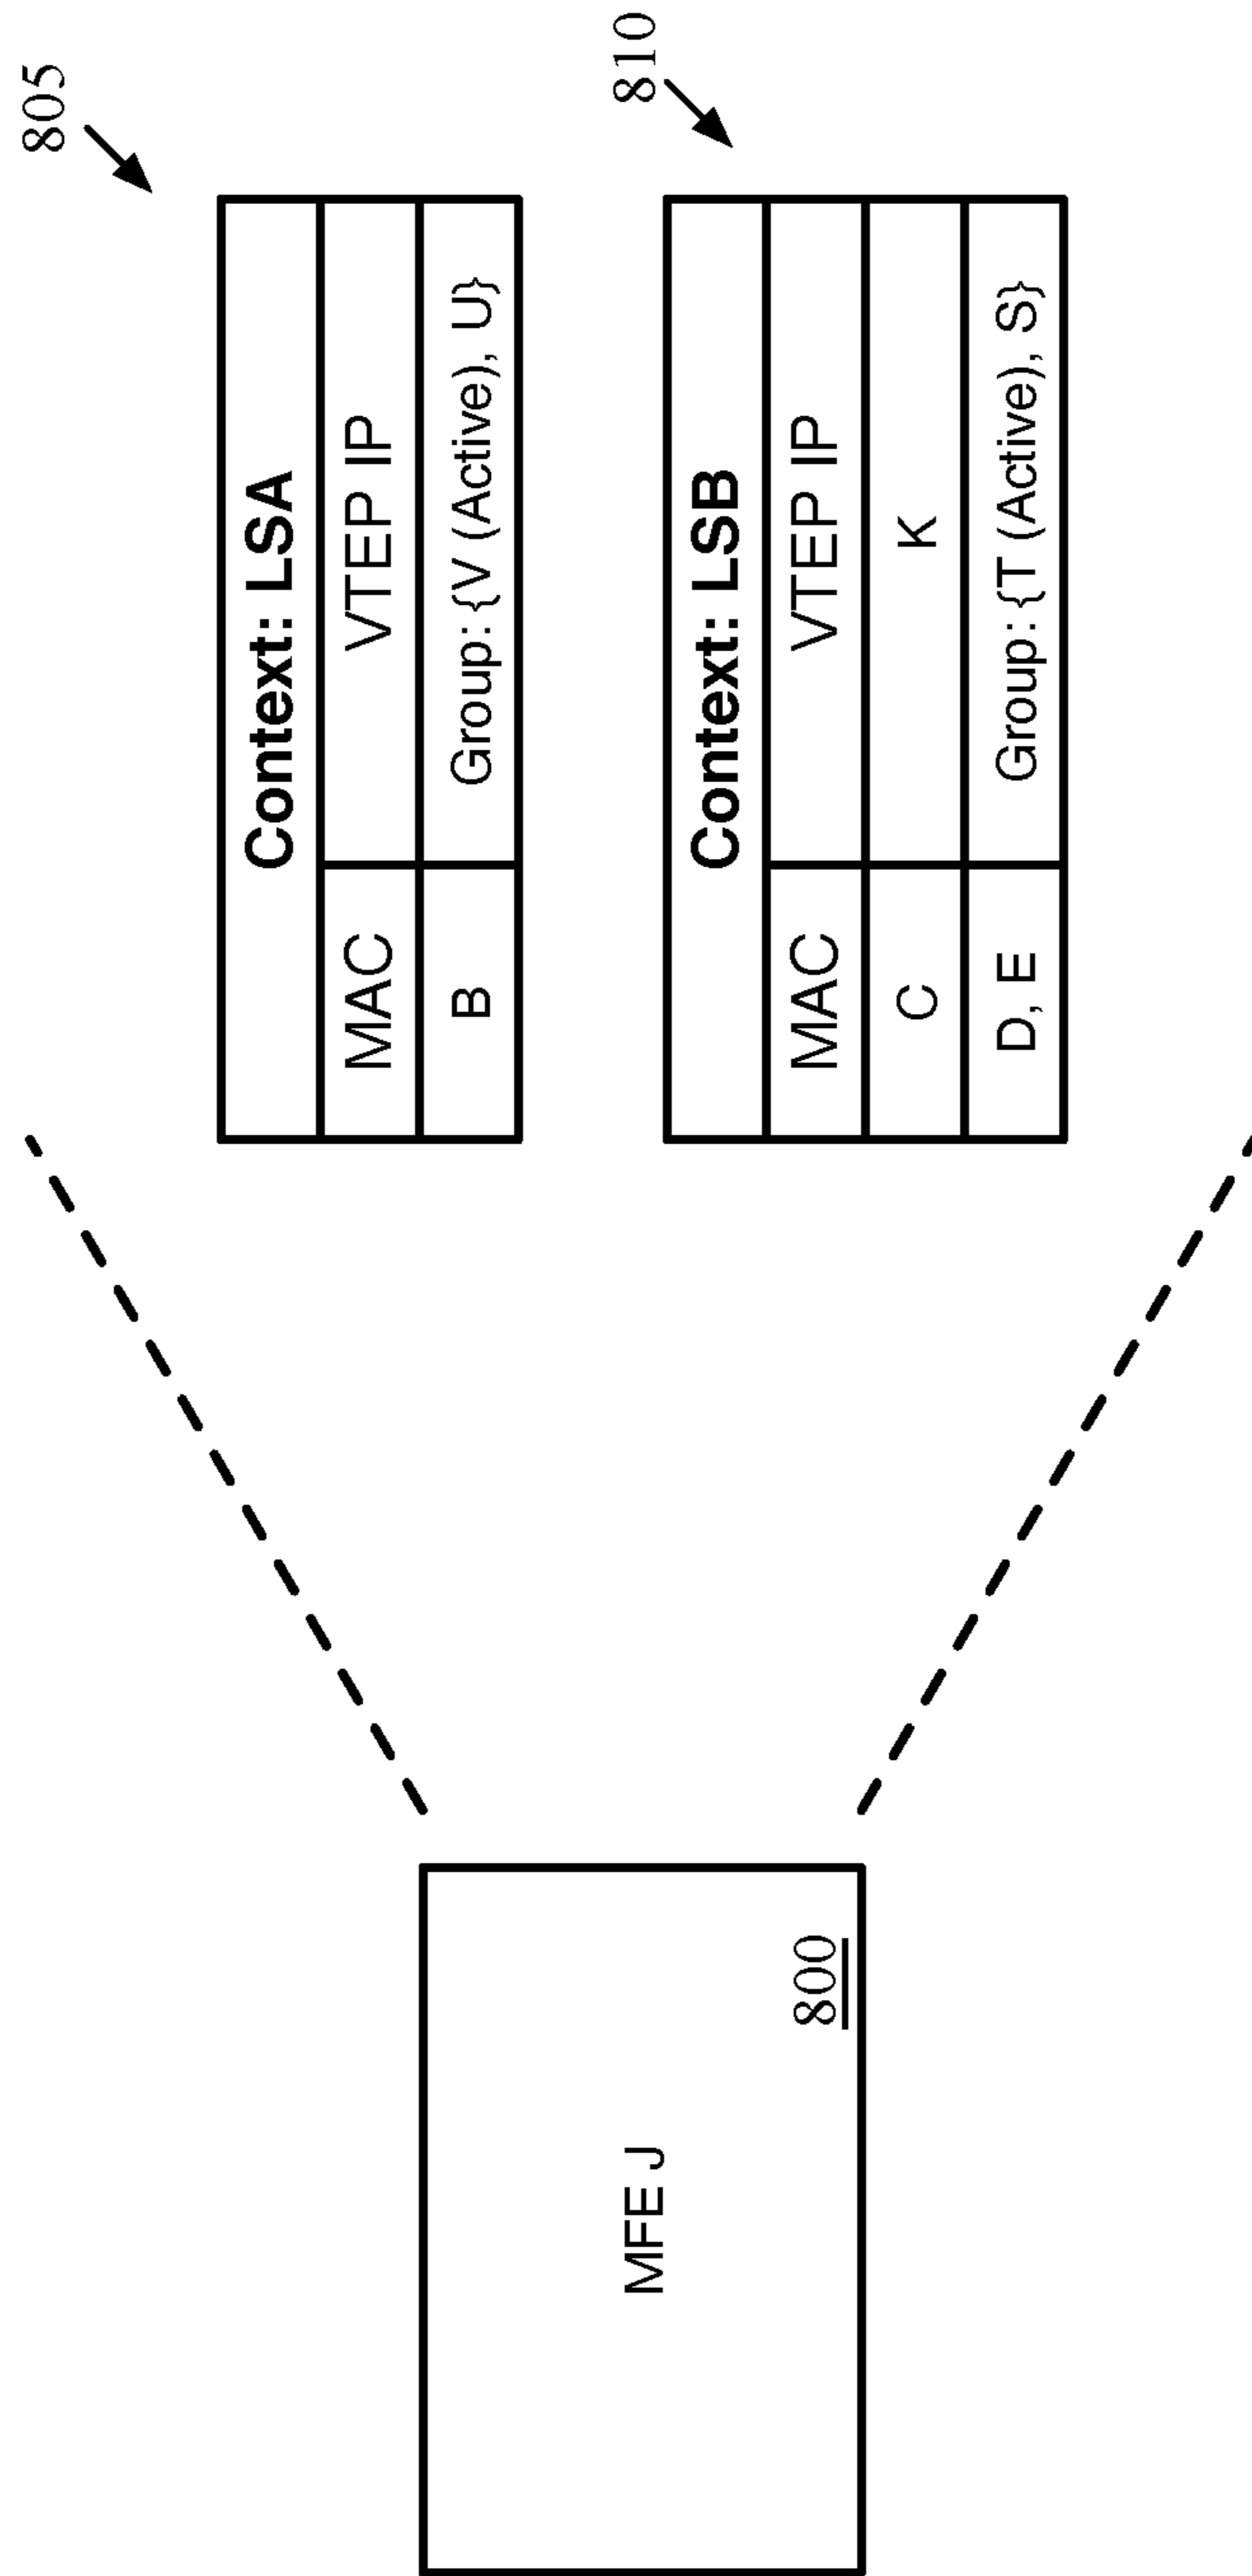 805
Context: LSA
MAC VTEP IP
B Group: {V (Active), U}
810
Context: LSB
MAC VTEP IP
C K
D, E Group: {T (Active), S}
MFE J
800